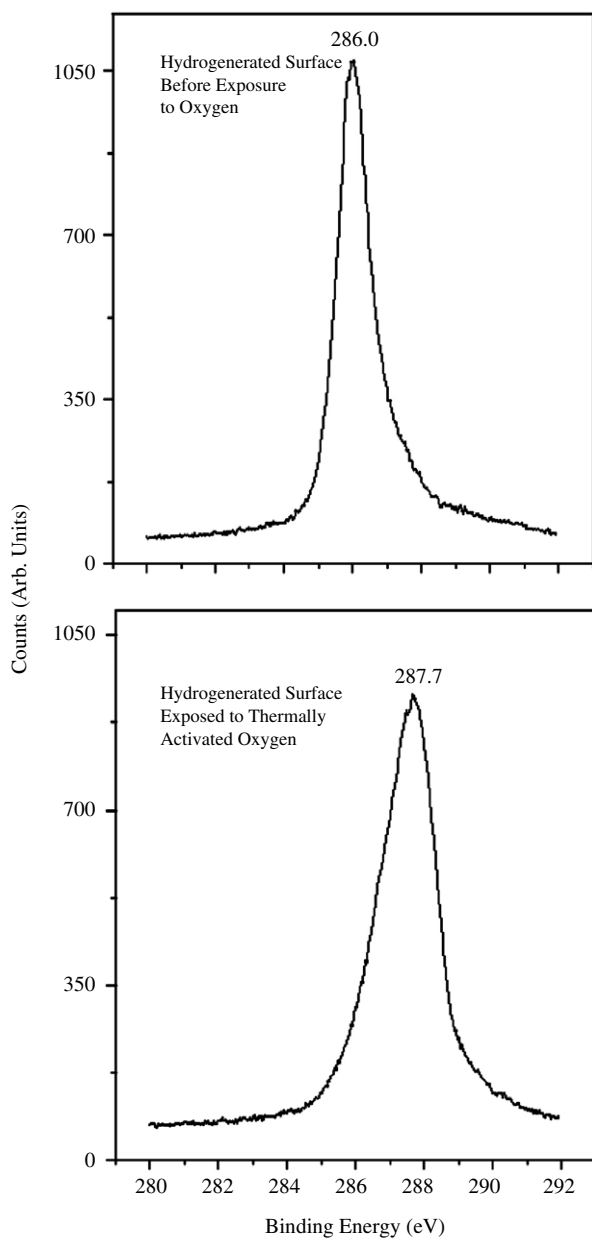 286.0
Hydrogenerated Surface
Before Exposure
to Oxygen
1050
700
350
0
Counts (Arb. Units)
287.7
Hydrogenerated Surface
Exposed to Thermally
Activated Oxygen
1050
700
350
0
280 282 284 286 288 290 292
Binding Energy (eV)